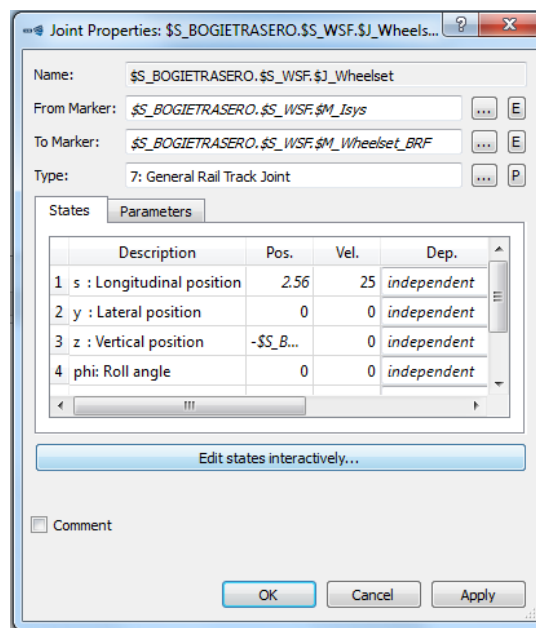 Joint Properties: $S_BOGIETRASERO.$S_WSF.$J_Wheels... ? X
Name: $S_BOGIETRASERO.$S_WSF.$J_Wheelset
From Marker: $S_BOGIETRASERO.$S_WSF.$M_Isys ... E
To Marker: $S_BOGIETRASERO.$S_WSF.$M_Wheelset_BRF ... E
Type: 7: General Rail Track Joint ... P
States Parameters
Description Pos. Vel. Dep.
1 s : Longitudinal position 2.56 25 independent
2 y : Lateral position 0 0 independent
3 z : Vertical position -$S_B... 0 independent
4 phi: Roll angle 0 0 independent
Edit states interactively...
Comment
OK Cancel Apply